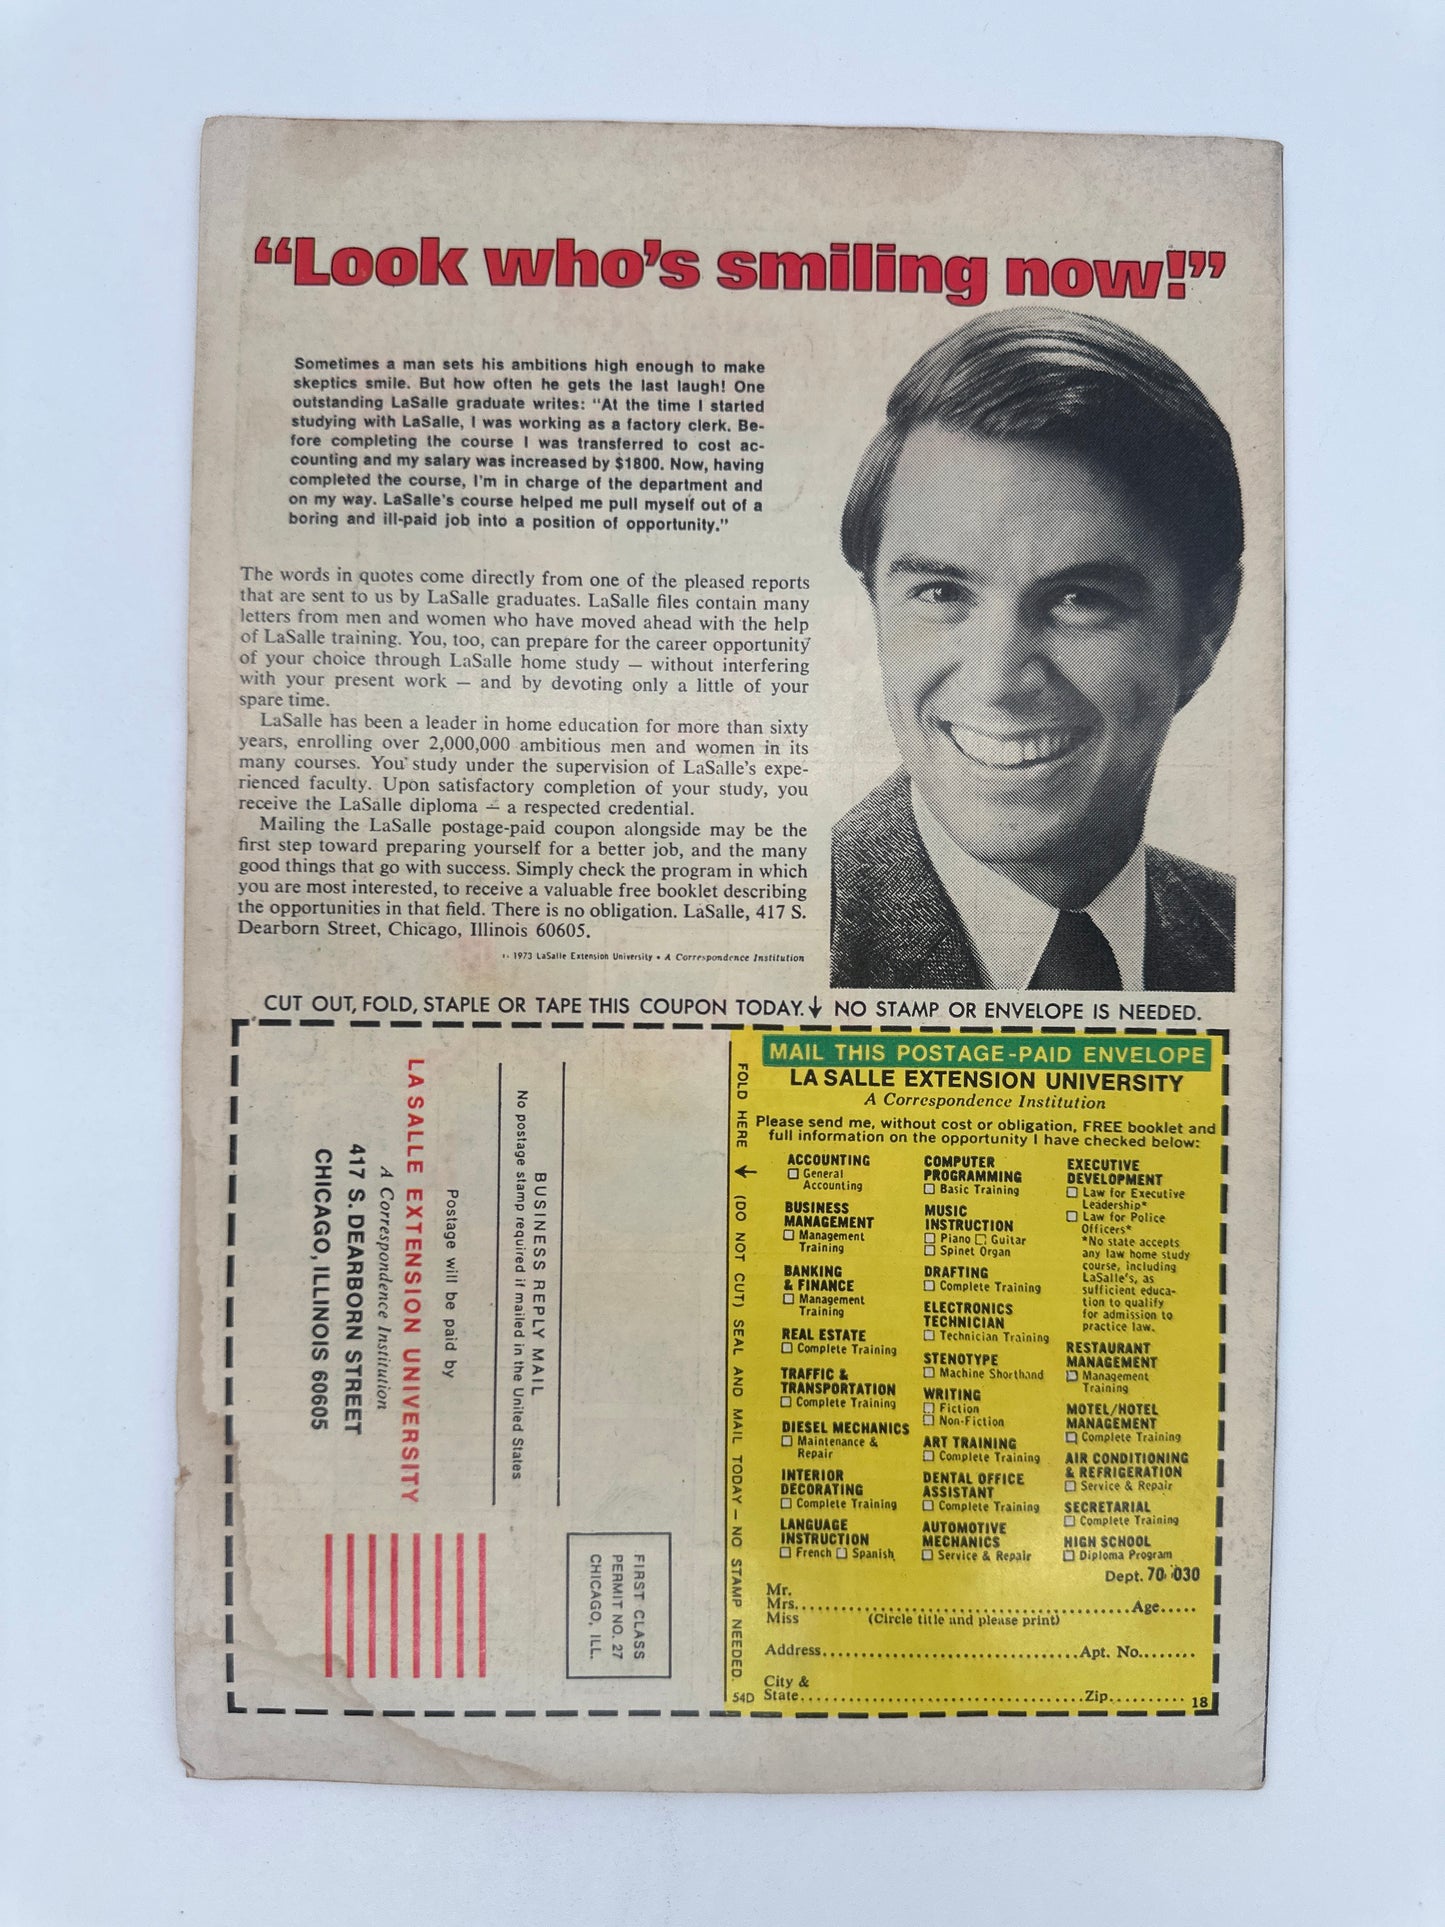 “Look who’s smiling now!”
Sometimes a man sets his ambitions high enough to make
skeptics smile. But how often he gets the last laugh! One
outstanding LaSalle graduate writes: “At the time I started
studying with LaSalle, I was working as a factory clerk. Be-
fore completing the course I was transferred to cost ac-
counting and my salary was increased by $1800. Now, having
completed the course, I’m in charge of the department and
on my way. LaSalle’s course helped me pull myself out of a
boring and ill-paid job into a position of opportunity.”
The words in quotes come directly from one of the pleased reports
that are sent to us by LaSalle graduates. LaSalle files contain many
letters from men and women who have moved ahead with the help
of LaSalle training. You, too, can prepare for the career opportunity
of your choice through LaSalle home study — without interfering
with your present work — and by devoting only a little of your
spare time.
LaSalle has been a leader in home education for more than sixty
years, enrolling over 2,000,000 ambitious men and women in its
many courses. You study under the supervision of LaSalle’s expe-
rienced faculty. Upon satisfactory completion of your study, you
receive the LaSalle diploma — a respected credential.
Mailing the LaSalle postage-paid coupon alongside may be the
first step toward preparing yourself for a better job, and the many
good things that go with success. Simply check the program in which
you are most interested, to receive a valuable free booklet describing
the opportunities in that field. There is no obligation. LaSalle, 417 S.
Dearborn Street, Chicago, Illinois 60605.
1973 LaSalle Extension University • A Correspondence Institution
CUT OUT, FOLD, STAPLE OR TAPE THIS COUPON TODAY. ↓ NO STAMP OR ENVELOPE IS NEEDED.
FIRST CLASS
PERMIT NO. 27
CHICAGO, ILL.
BUSINESS REPLY MAIL
No postage stamp required if mailed in the United States
Postage will be paid by
LA SALLE EXTENSION UNIVERSITY
A Correspondence Institution
417 S. DEARBORN STREET
CHICAGO, ILLINOIS 60605
FOLD HERE ↓ (DO NOT CUT) SEAL AND MAIL TODAY — NO STAMP NEEDED.
54D
MAIL THIS POSTAGE-PAID ENVELOPE
LA SALLE EXTENSION UNIVERSITY
A Correspondence Institution
Please send me, without cost or obligation, FREE booklet and
full information on the opportunity I have checked below:
ACCOUNTING
☐ General
Accounting
BUSINESS
MANAGEMENT
☐ Management
Training
BANKING
& FINANCE
☐ Management
Training
REAL ESTATE
☐ Complete Training
TRAFFIC &
TRANSPORTATION
☐ Complete Training
DIESEL MECHANICS
☐ Maintenance &
Repair
INTERIOR
DECORATING
☐ Complete Training
LANGUAGE
INSTRUCTION
☐ French ☐ Spanish
COMPUTER
PROGRAMMING
☐ Basic Training
MUSIC
INSTRUCTION
☐ Piano ☐ Guitar
☐ Spinet Organ
DRAFTING
☐ Complete Training
ELECTRONICS
TECHNICIAN
☐ Technician Training
STENOTYPE
☐ Machine Shorthand
WRITING
☐ Fiction
☐ Non-Fiction
ART TRAINING
☐ Complete Training
DENTAL OFFICE
ASSISTANT
☐ Complete Training
AUTOMOTIVE
MECHANICS
☐ Service & Repair
EXECUTIVE
DEVELOPMENT
☐ Law for Executive
Leadership*
☐ Law for Police
Officers*
*No state accepts
any law home study
course, including
LaSalle’s, as
sufficient educa-
tion to qualify
for admission to
practice law.
RESTAURANT
MANAGEMENT
☐ Management
Training
MOTEL/HOTEL
MANAGEMENT
☐ Complete Training
AIR CONDITIONING
& REFRIGERATION
☐ Service & Repair
SECRETARIAL
☐ Complete Training
HIGH SCHOOL
☐ Diploma Program
Dept. 70-030
Mr.
Mrs. Age
Miss (Circle title and please print)
Address Apt. No.
City &
State Zip
18